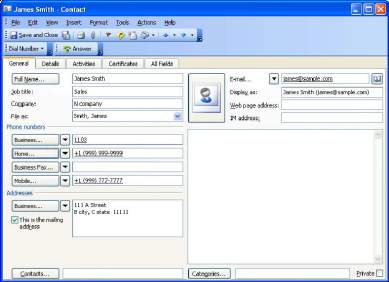 James Smith - Contact
File Edit View Insert Format Tools Actions Help
Save and Close
Dial Number Answer
General Details Activities Certificates All Fields
Full Name... James Smith
Job title: Sales
Company: N company
File as: Smith, James
E-mail... james@sample.com
Display as: James Smith (james@sample.com)
Web page address:
IM address:
Phone numbers
Business... 1103
Home... +1 (999) 999-9999
Business Fax...
Mobile... +1 (999) 777-7777
Addresses
Business... 111 A Street
B city, C state 11111
This is the mailing
address
Contacts... Categories... Private